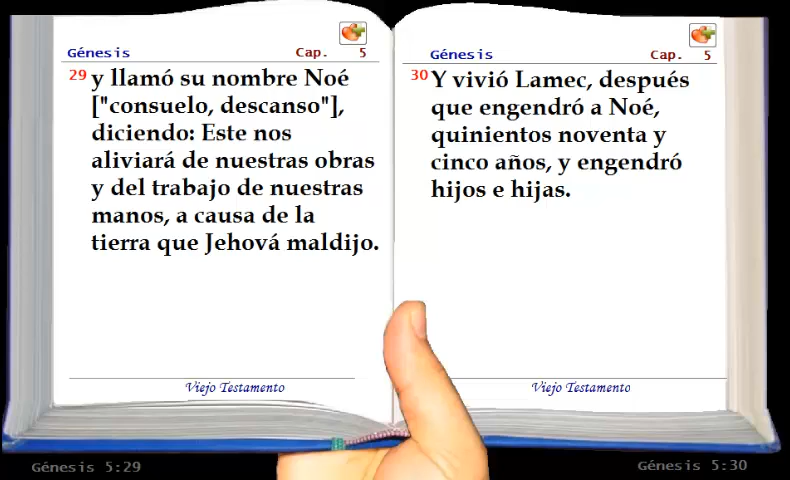 Génesis Cap. 5
29 y llamó su nombre Noé
["consuelo, descanso"],
diciendo: Este nos
aliviará de nuestras obras
y del trabajo de nuestras
manos, a causa de la
tierra que Jehová maldijo.
Viejo Testamento
Génesis 5:29
Génesis Cap. 5
30 Y vivió Lamec, después
que engendró a Noé,
quinientos noventa y
cinco años, y engendró
hijos e hijas.
Viejo Testamento
Génesis 5:30